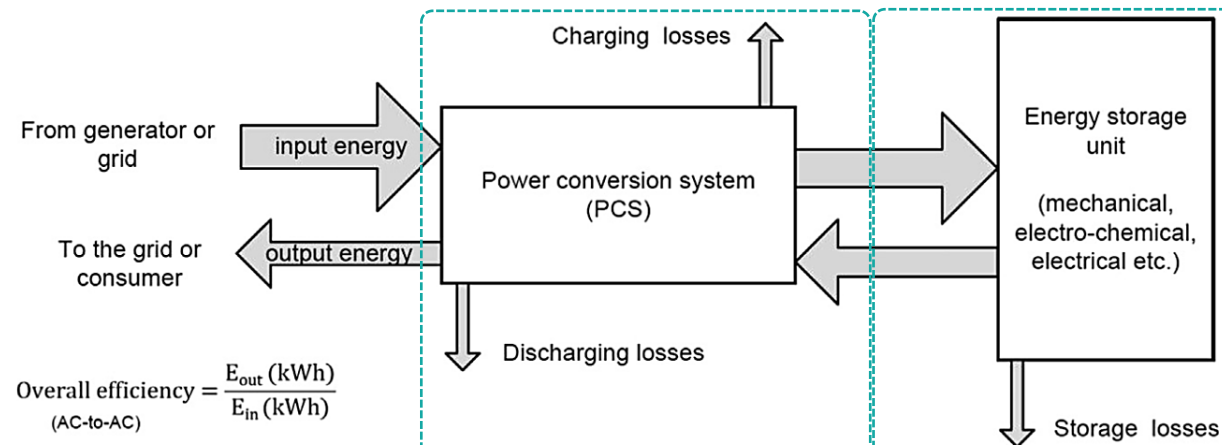 Charging losses
From generator or
grid
input energy
Power conversion system
(PCS)
Energy storage
unit
(mechanical,
electro-chemical,
electrical etc.)
To the grid or
consumer
output energy
Discharging losses
Overall efficiency = E_out (kWh) / E_in (kWh)
(AC-to-AC)
Storage losses